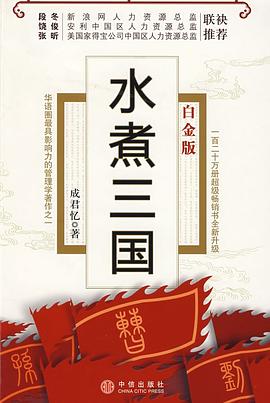 段冬 新浪网人力资源总监
饶俊 安利中国区人力资源总监
张昕 美国家得宝公司中国区人力资源总监
联袂推荐
水煮三国
白金版
一百二十万册超级畅销书全新升级
华语圈最具影响力的管理学著作之一
成君忆 著
孫
曹
劉
中信出版社
CHINA CITIC PRESS